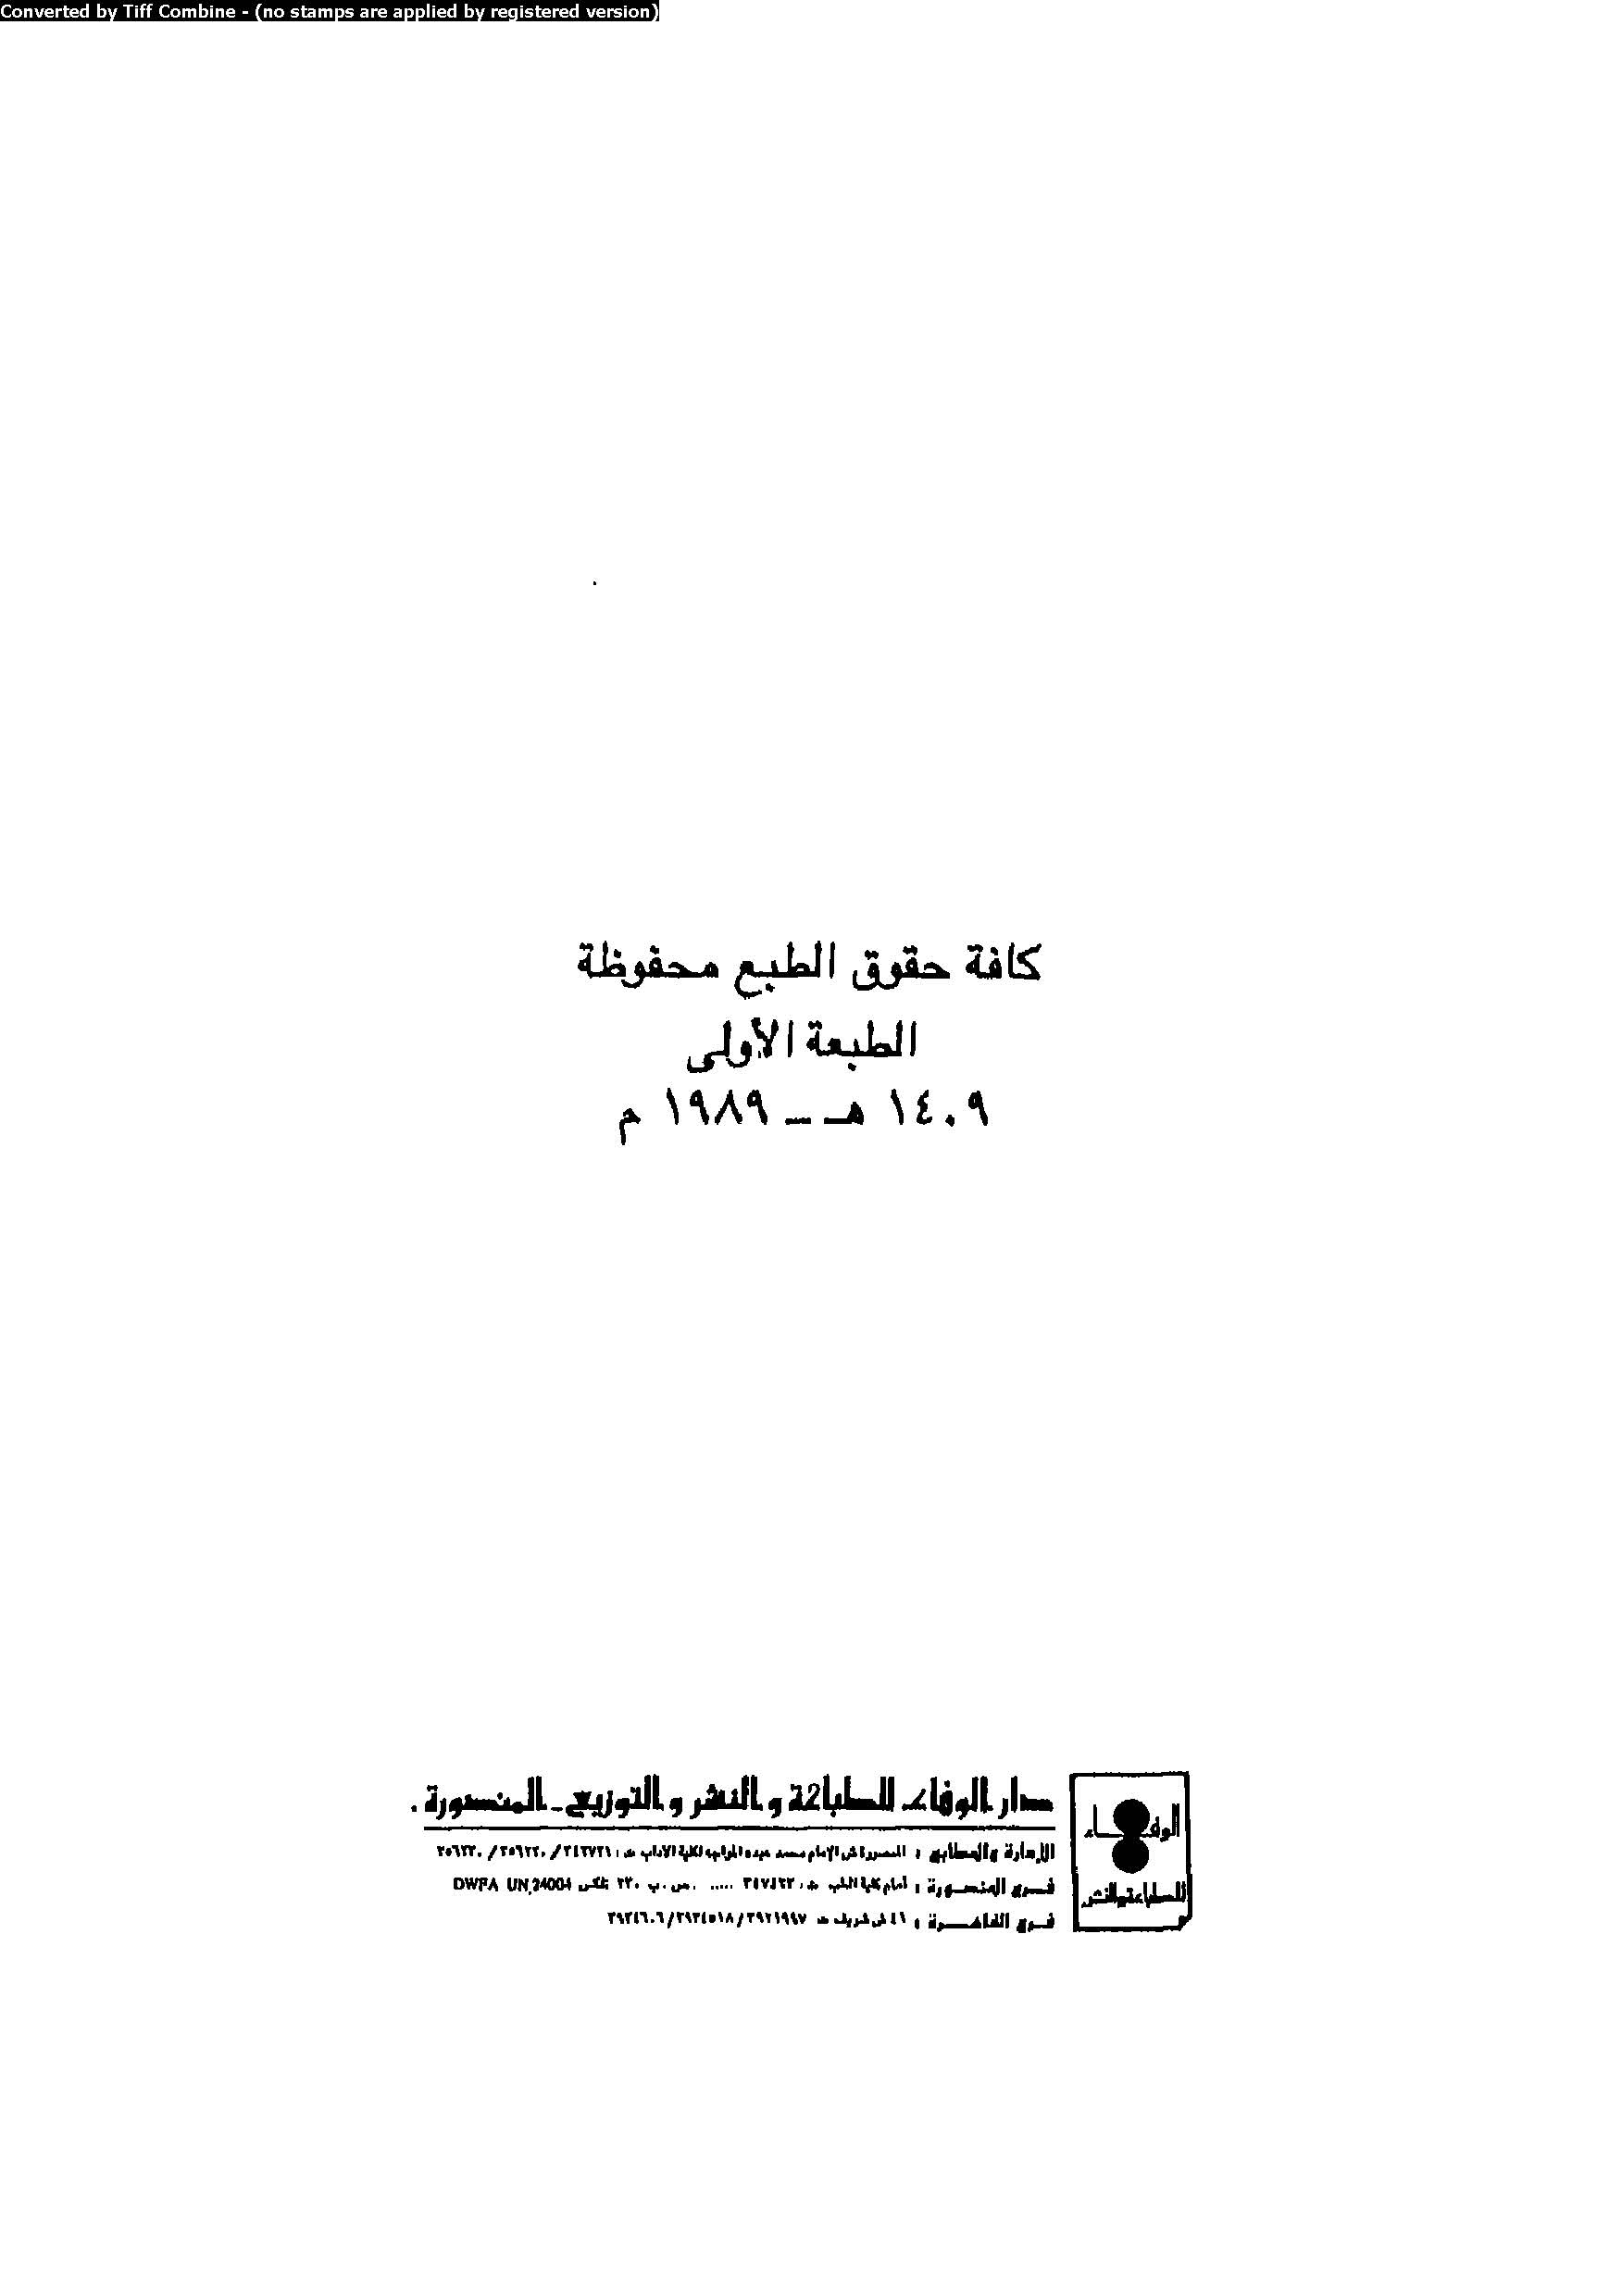 Converted by Tiff Combine - (no stamps are applied by registered version)
كافة حقوق الطبع محفوظة
الطبعة الأولى
١٤٠٩ هـ ــ ١٩٨٩ م
الوفاء
للطباعة والنشر
دار الوفاء للطباعة والنشر والتوزيع ـ المنصورة .
الإدارة والمطابع : المنصورة ش الإمام محمد عبده المواجه لكلية الآداب ت : ٣٤٢٧٢١/ ٣٥٦٢٢٠/ ٣٥٦٢٣٠
فرع المنصورة : أمام كلية الطب ت : ٣٤٧٤٢٣ ..... ص . ب ٢٣٠ تلكس DWFA UN 24004
فرع القاهرة : ٤٦ ش شريف ت ٣٩٢١٩٩٧/٣٩٣٤٥١٨/٣٩٣٤٦٠٦